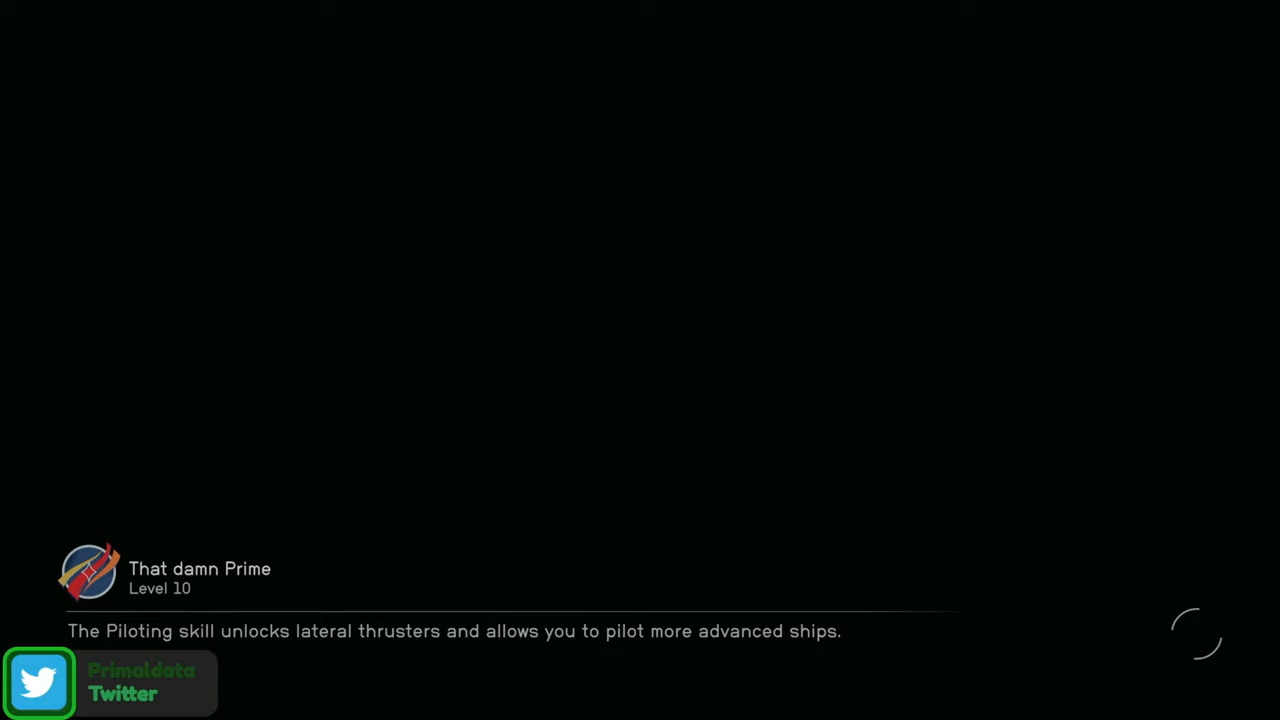 That damn Prime
Level 10
The Piloting skill unlocks lateral thrusters and allows you to pilot more advanced ships.
Primaldata
Twitter